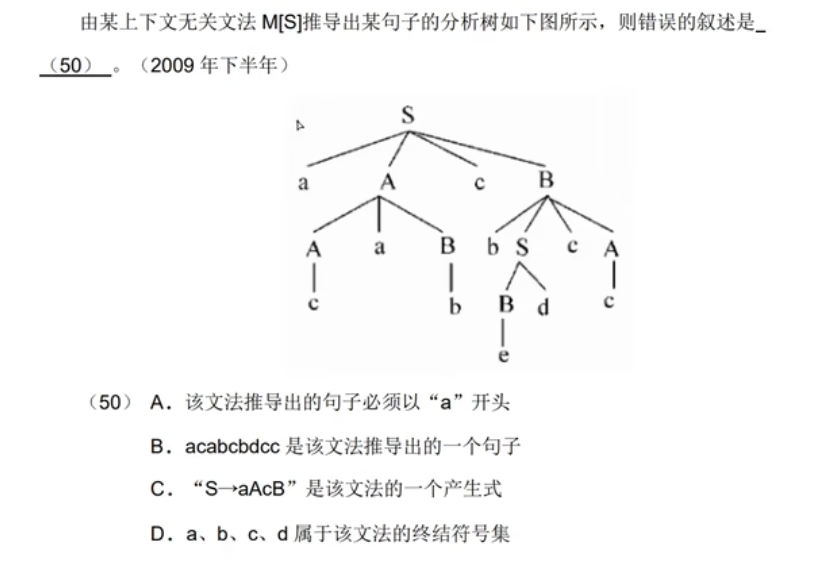 由某上下文无关文法 M[S]推导出某句子的分析树如下图所示，则错误的叙述是_
（50） 。（2009 年下半年）
S
a A c B
A a B b S c A
c b B d c
e
（50） A．该文法推导出的句子必须以“a”开头
B．acabcbdcc 是该文法推导出的一个句子
C．“S→aAcB”是该文法的一个产生式
D．a、b、c、d 属于该文法的终结符号集